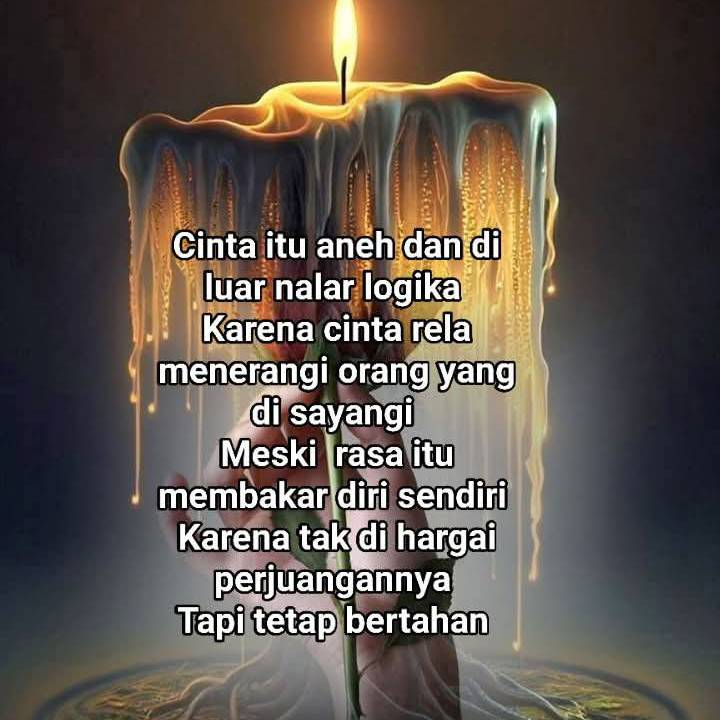 Cinta itu aneh dan di
luar nalar logika
Karena cinta rela
menerangi orang yang
di sayangi
Meski rasa itu
membakar diri sendiri
Karena tak di hargai
perjuangannya
Tapi tetap bertahan